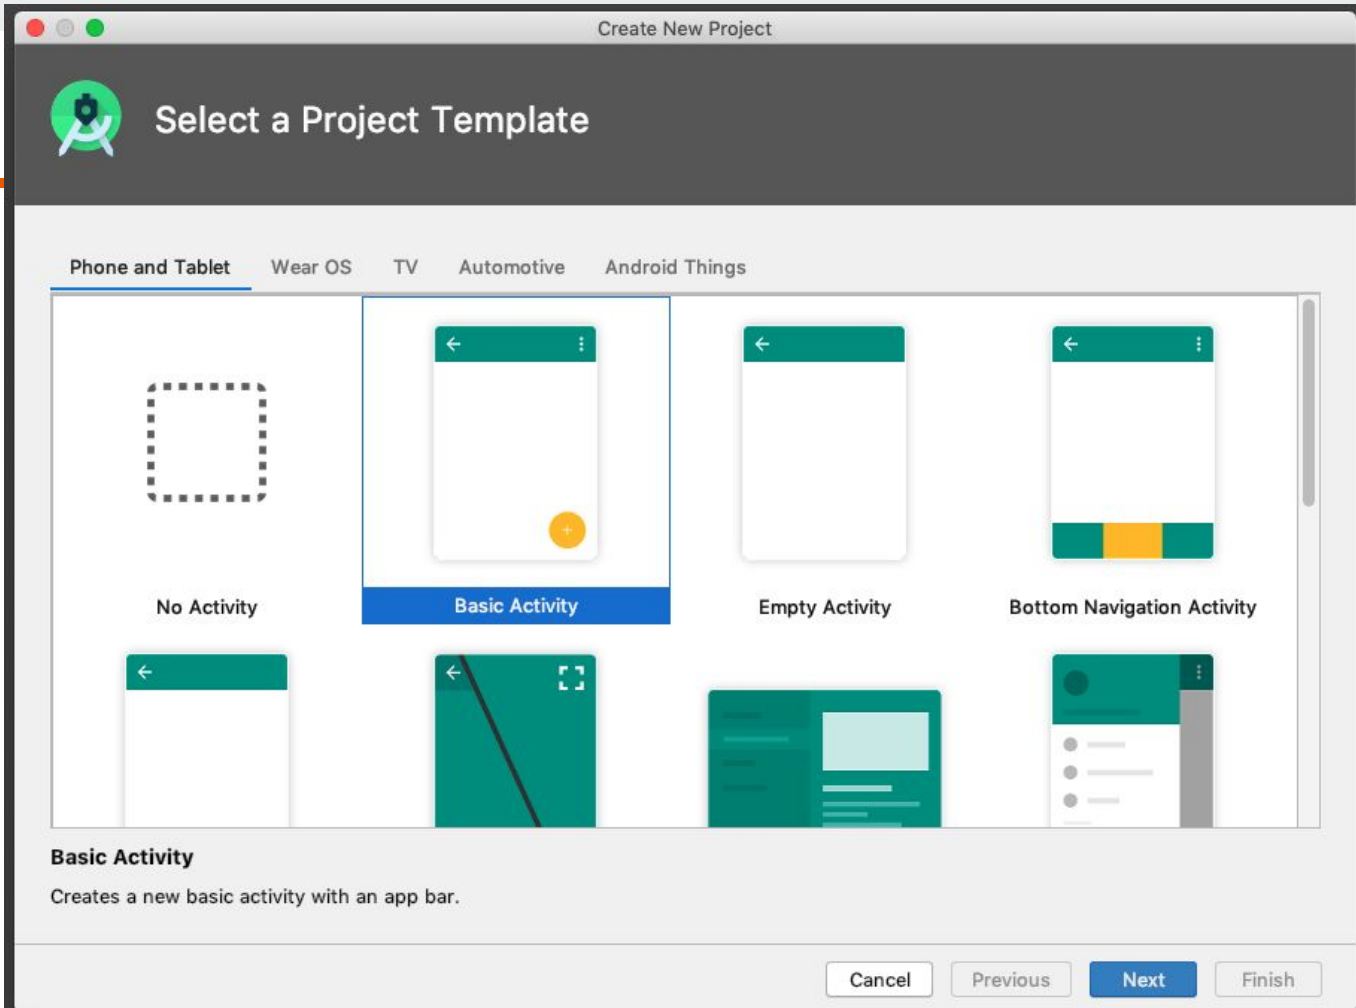 Create New Project
Select a Project Template
Phone and Tablet Wear OS TV Automotive Android Things
No Activity Basic Activity Empty Activity Bottom Navigation Activity
Basic Activity
Creates a new basic activity with an app bar.
Cancel Previous Next Finish